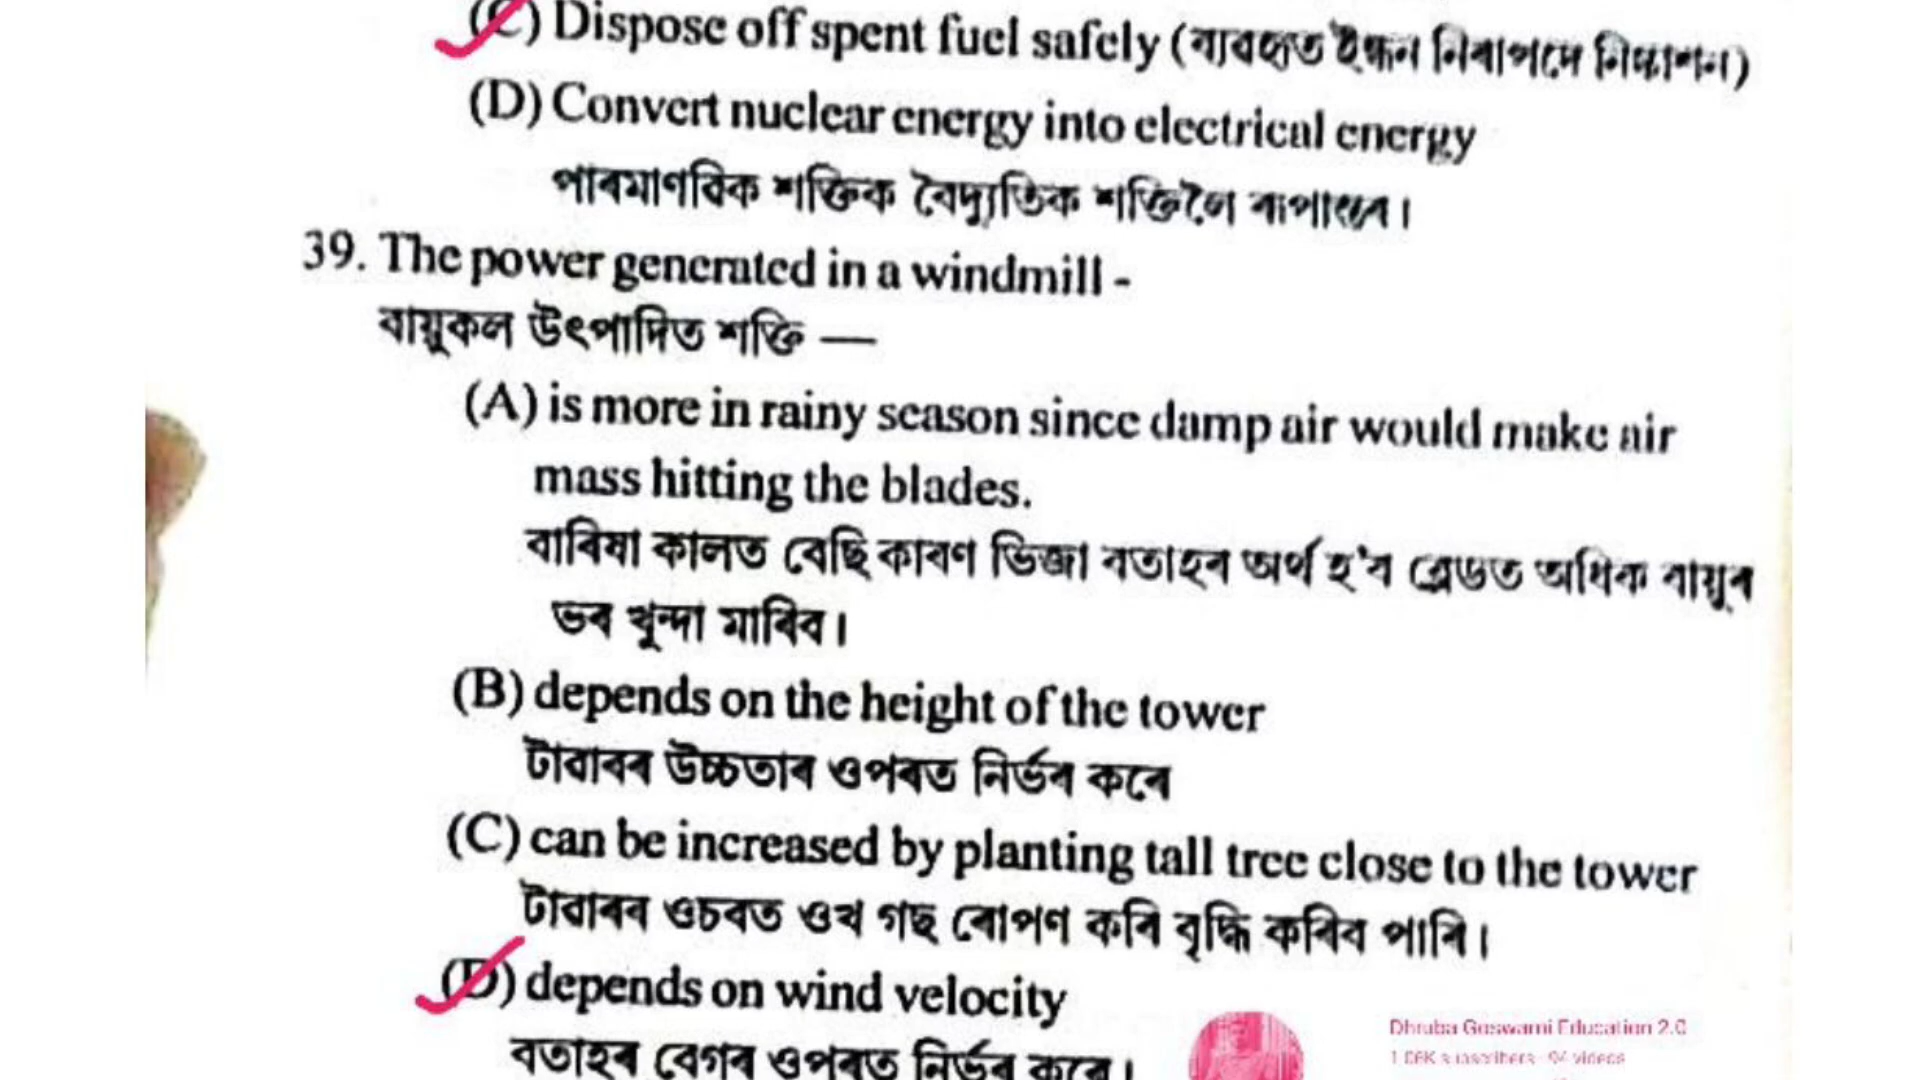 (C) Dispose off spent fuel safely (ব্যৱহৃত ইন্ধন নিৰাপদে নিষ্কাশন)
(D) Convert nuclear energy into electrical energy
পাৰমাণৱিক শক্তিক বৈদ্যুতিক শক্তিলৈ
39. The power generated in a windmill -
বায়ুকল উৎপাদিত শক্তি —
(A) is more in rainy season since damp air would make air
mass hitting the blades.
বাৰিষা কালত বেছি কাৰণ ভিজা বতাহৰ অৰ্থ হ'ব ব্লেডত অধিক বায়ুৰ
ভৰ খুন্দা মাৰিব।
(B) depends on the height of the tower
টাৱাৰৰ উচ্চতাৰ ওপৰত নিৰ্ভৰ কৰে
(C) can be increased by planting tall tree close to the tower
টাৱাৰৰ ওচৰত ওখ গছ ৰোপণ কৰি বৃদ্ধি কৰিব পাৰি।
(D) depends on wind velocity
বতাহৰ বেগৰ ওপৰত নিৰ্ভৰ কৰে।
Dhruba Goswami Education 2.0
1.06K subscribers videos